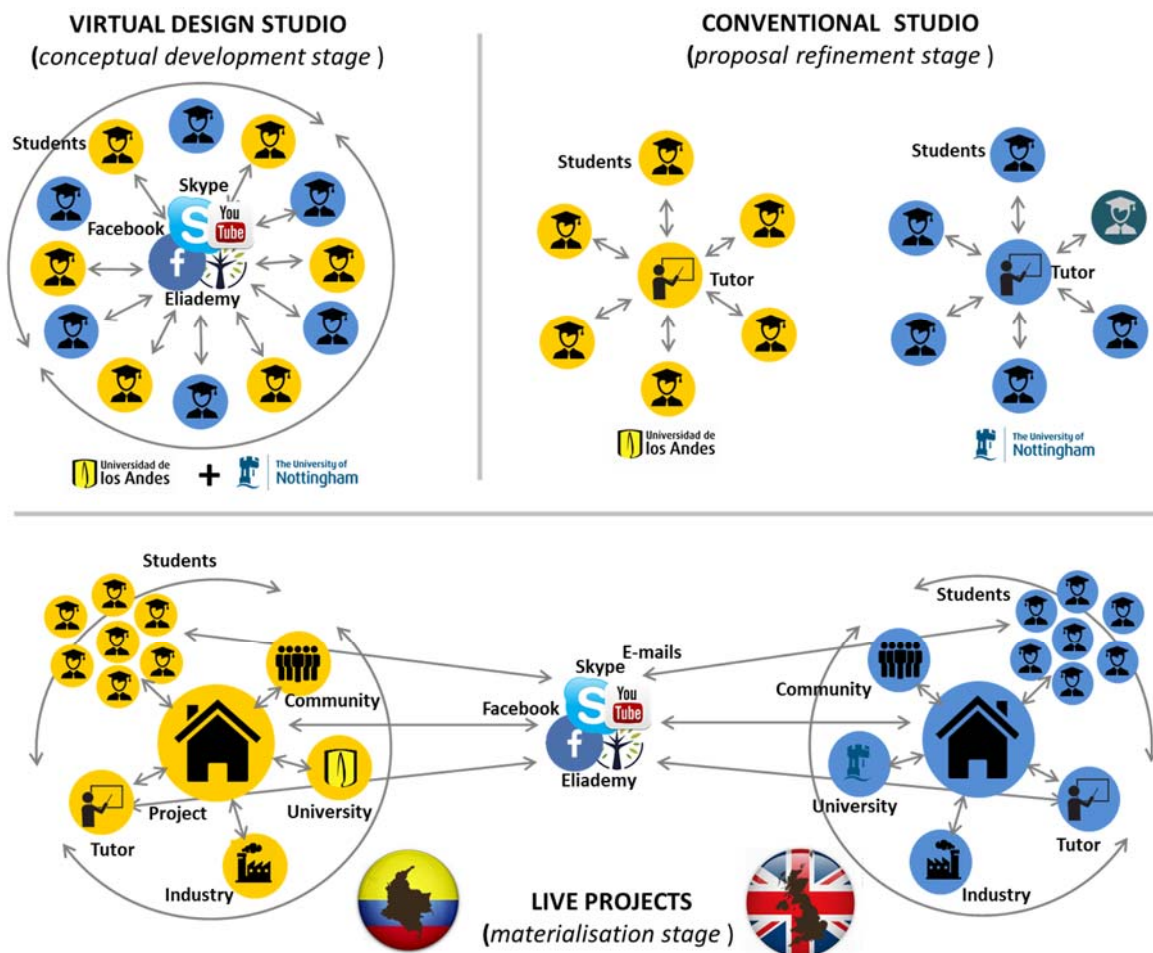 VIRTUAL DESIGN STUDIO
(conceptual development stage )
Students
Skype
You
Tube
Facebook
S
f
Eliademy
Universidad de
los Andes
+
The University of
Nottingham
CONVENTIONAL STUDIO
(proposal refinement stage )
Students
Tutor
Universidad de
los Andes
Students
Tutor
The University of
Nottingham
Students
Community
Project
University
Tutor
Industry
E-mails
Skype
You
Tube
Facebook
S
f
Eliademy
Students
Community
University
Tutor
Industry
LIVE PROJECTS
(materialisation stage )